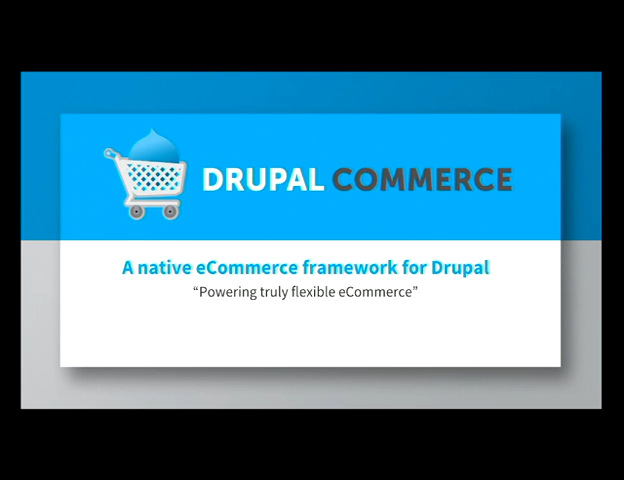 DRUPAL COMMERCE
A native eCommerce framework for Drupal
“Powering truly flexible eCommerce”